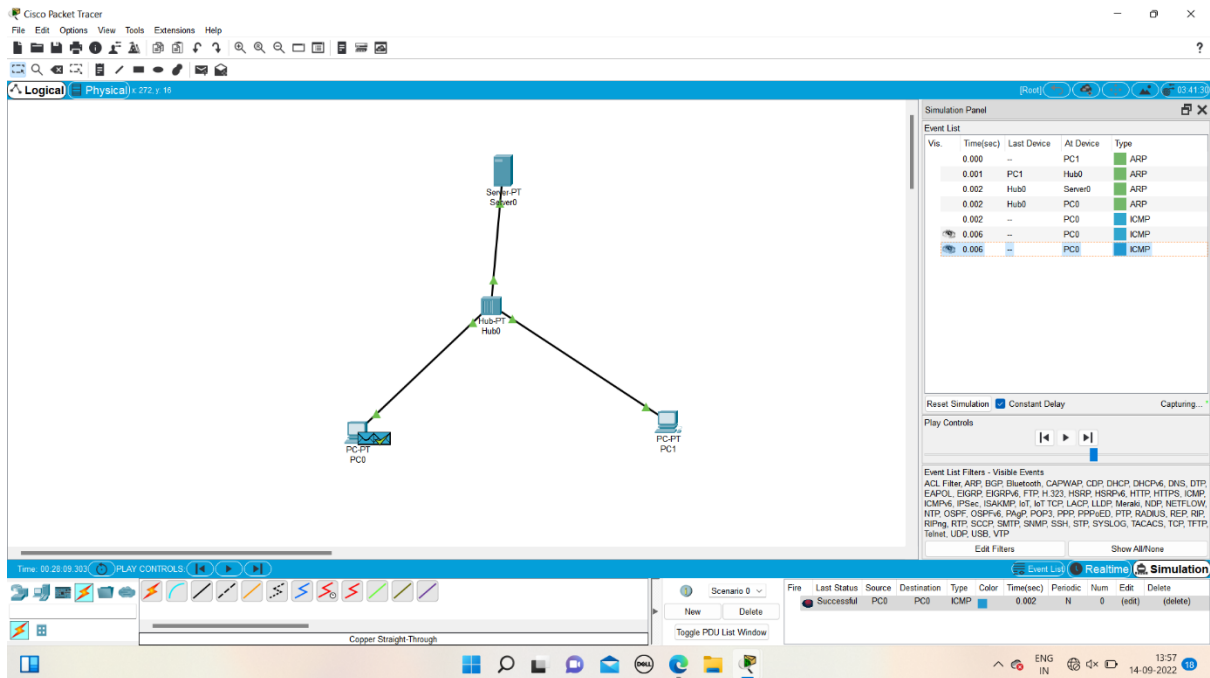 Cisco Packet Tracer
File Edit Options View Tools Extensions Help
?
Logical Physical x: 272, y: 16 [Root] 03:41:30
Simulation Panel
Event List
Vis. Time(sec) Last Device At Device Type
0.000 -- PC1 ARP
0.001 PC1 Hub0 ARP
0.002 Hub0 Server0 ARP
0.002 Hub0 PC0 ARP
0.002 -- PC0 ICMP
0.006 -- PC0 ICMP
0.006 -- PC0 ICMP
Server-PT
Server0
Hub-PT
Hub0
PC-PT
PC0
PC-PT
PC1
Reset Simulation Constant Delay Capturing...
Play Controls
Event List Filters - Visible Events
ACL Filter, ARP, BGP, Bluetooth, CAPWAP, CDP, DHCP, DHCPv6, DNS, DTP,
EAPOL, EIGRP, EIGRPv6, FTP, H.323, HSRP, HSRPv6, HTTP, HTTPS, ICMP,
ICMPv6, IPSec, ISAKMP, IoT, IoT TCP, LACP, LLDP, Meraki, NDP, NETFLOW,
NTP, OSPF, OSPFv6, PAgP, POP3, PPP, PPPoED, PTP, RADIUS, REP, RIP,
RIPng, RTP, SCCP, SMTP, SNMP, SSH, STP, SYSLOG, TACACS, TCP, TFTP,
Telnet, UDP, USB, VTP
Edit Filters Show All/None
Time: 00:28:09.303 PLAY CONTROLS: Event List Realtime Simulation
Scenario 0
New Delete
Toggle PDU List Window
Fire Last Status Source Destination Type Color Time(sec) Periodic Num Edit Delete
Successful PC0 PC0 ICMP 0.002 N 0 (edit) (delete)
Copper Straight-Through
DELL
ENG
IN
13:57
14-09-2022
18